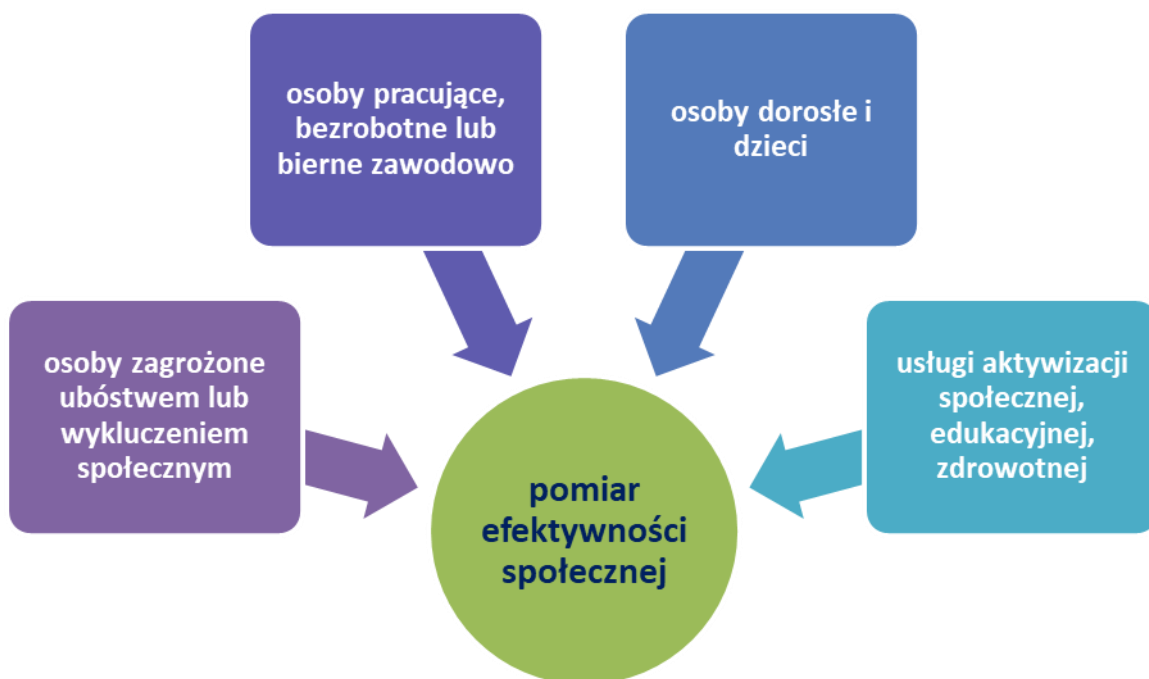 osoby pracujące,
bezrobotne lub
bierne zawodowo
osoby dorosłe i
dzieci
osoby zagrożone
ubóstwem lub
wykluczeniem
społecznym
usługi aktywizacji
społecznej,
edukacyjnej,
zdrowotnej
pomiar
efektywności
społecznej